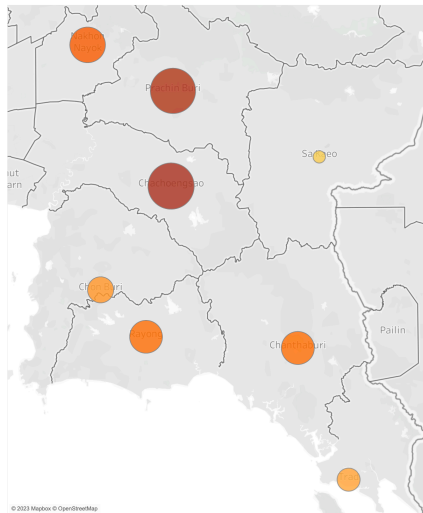 Nakhon
Nayok
Prachin Buri
Sa Kaeo
Chachoengsao
Chon Buri
Rayong
Chanthaburi
Pailin
© 2023 Mapbox © OpenStreetMap